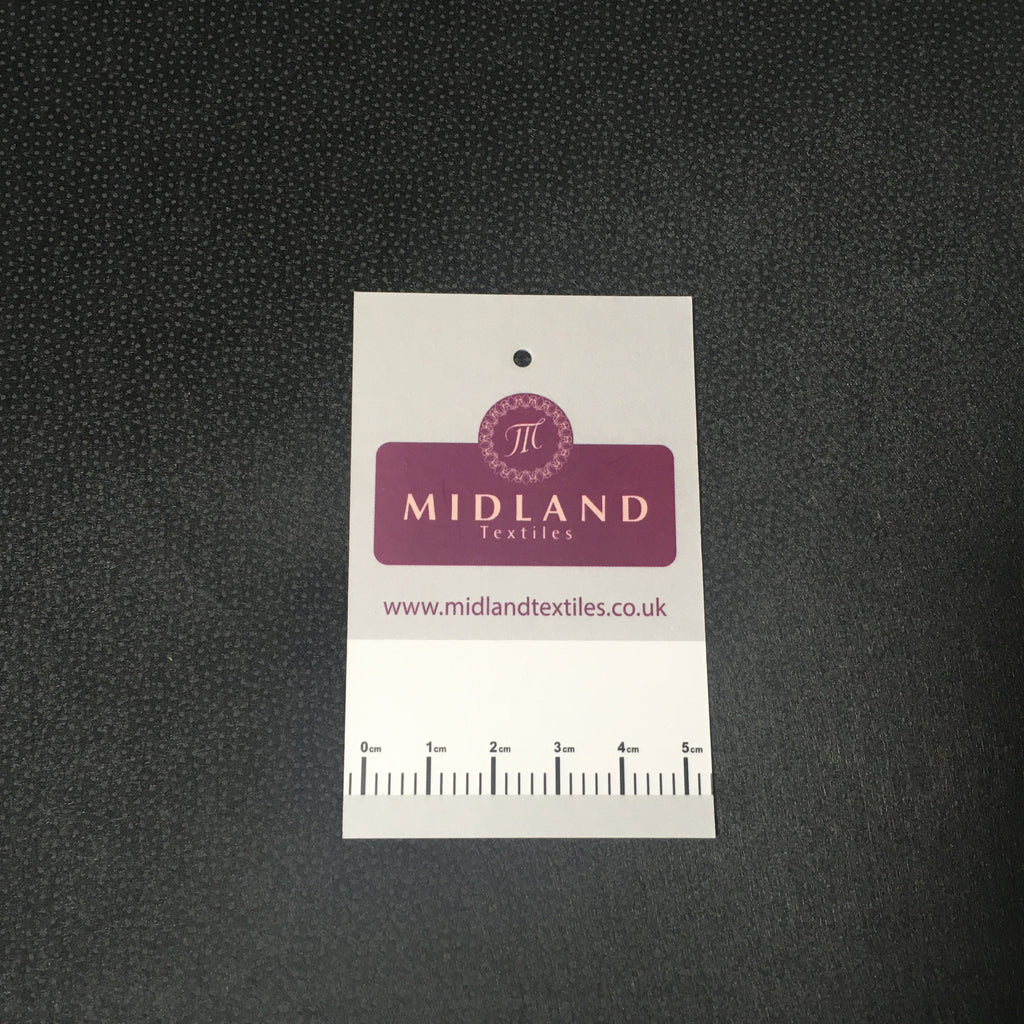 MIDLAND
Textiles
www.midlandtextiles.co.uk
0cm 1cm 2cm 3cm 4cm 5cm